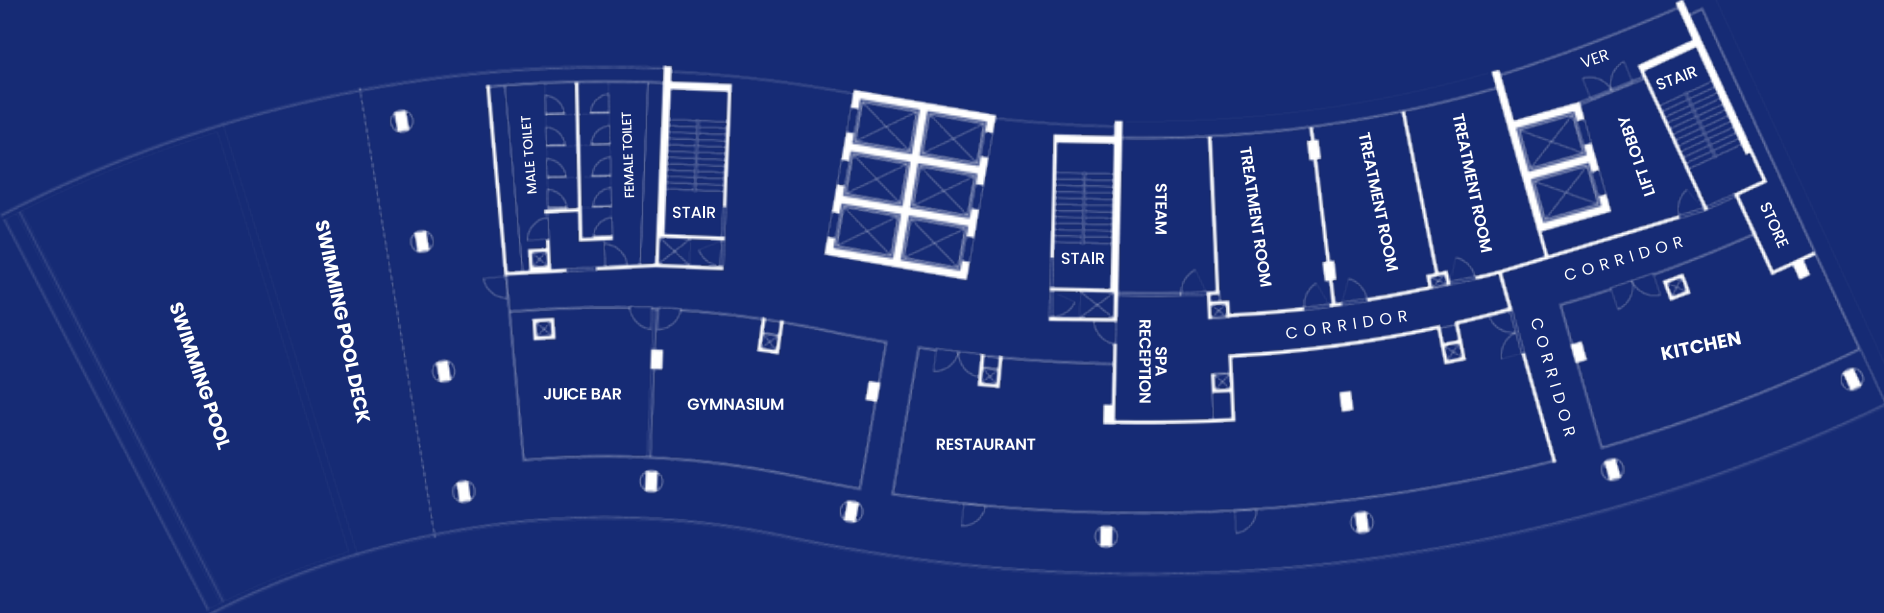 SWIMMING POOL
SWIMMING POOL DECK
MALE TOILET
FEMALE TOILET
STAIR
JUICE BAR
GYMNASIUM
RESTAURANT
STAIR
STEAM
SPA
RECEPTION
TREATMENT ROOM
TREATMENT ROOM
TREATMENT ROOM
CORRIDOR
VER
STAIR
LIFT LOBBY
STORE
CORRIDOR
CORRIDOR
KITCHEN